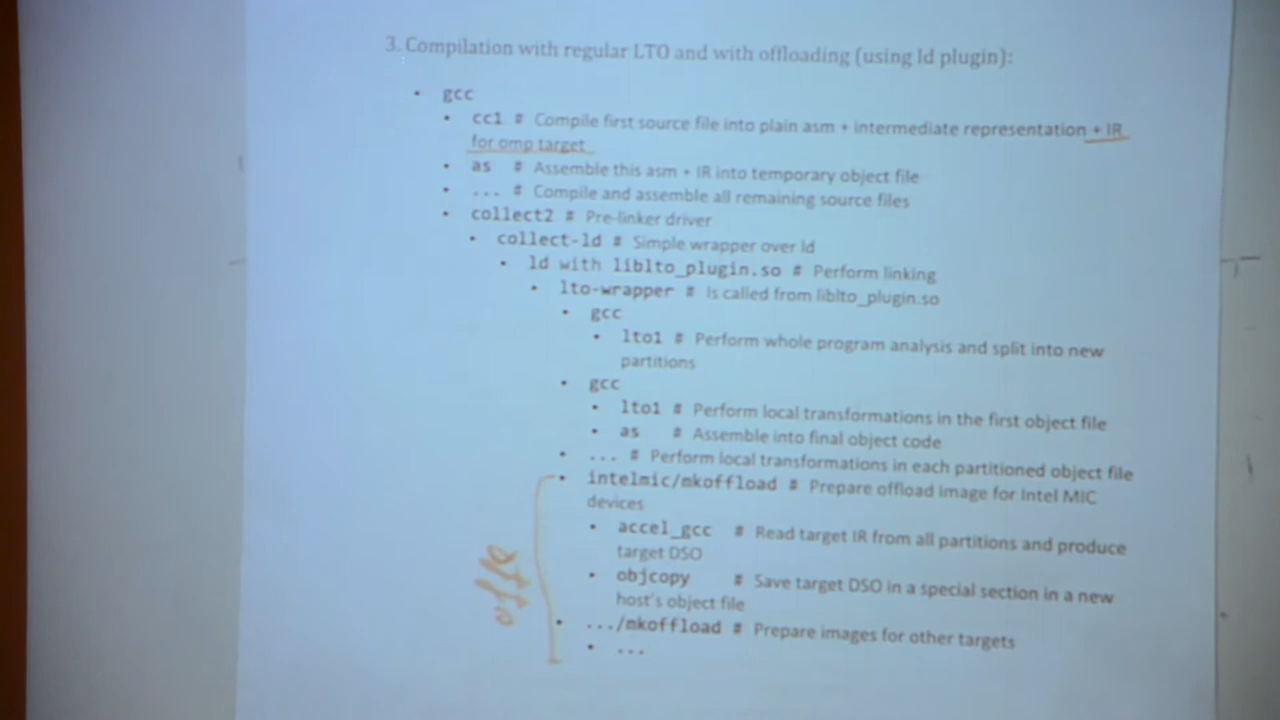 3. Compilation with regular LTO and with offloading (using ld plugin):
• gcc
• cc1 # Compile first source file into plain asm + intermediate representation + IR
for omp target
• as # Assemble this asm + IR into temporary object file
• ... # Compile and assemble all remaining source files
• collect2 # Pre-linker driver
• collect-ld # Simple wrapper over ld
• ld with liblto_plugin.so # Perform linking
• lto-wrapper # Is called from liblto_plugin.so
• gcc
• lto1 # Perform whole program analysis and split into new
partitions
• gcc
• lto1 # Perform local transformations in the first object file
• as # Assemble into final object code
• ... # Perform local transformations in each partitioned object file
• intelmic/mkoffload # Prepare offload image for Intel MIC
devices
• accel_gcc # Read target IR from all partitions and produce
target DSO
• objcopy # Save target DSO in a special section in a new
host's object file
• .../mkoffload # Prepare images for other targets
• ...